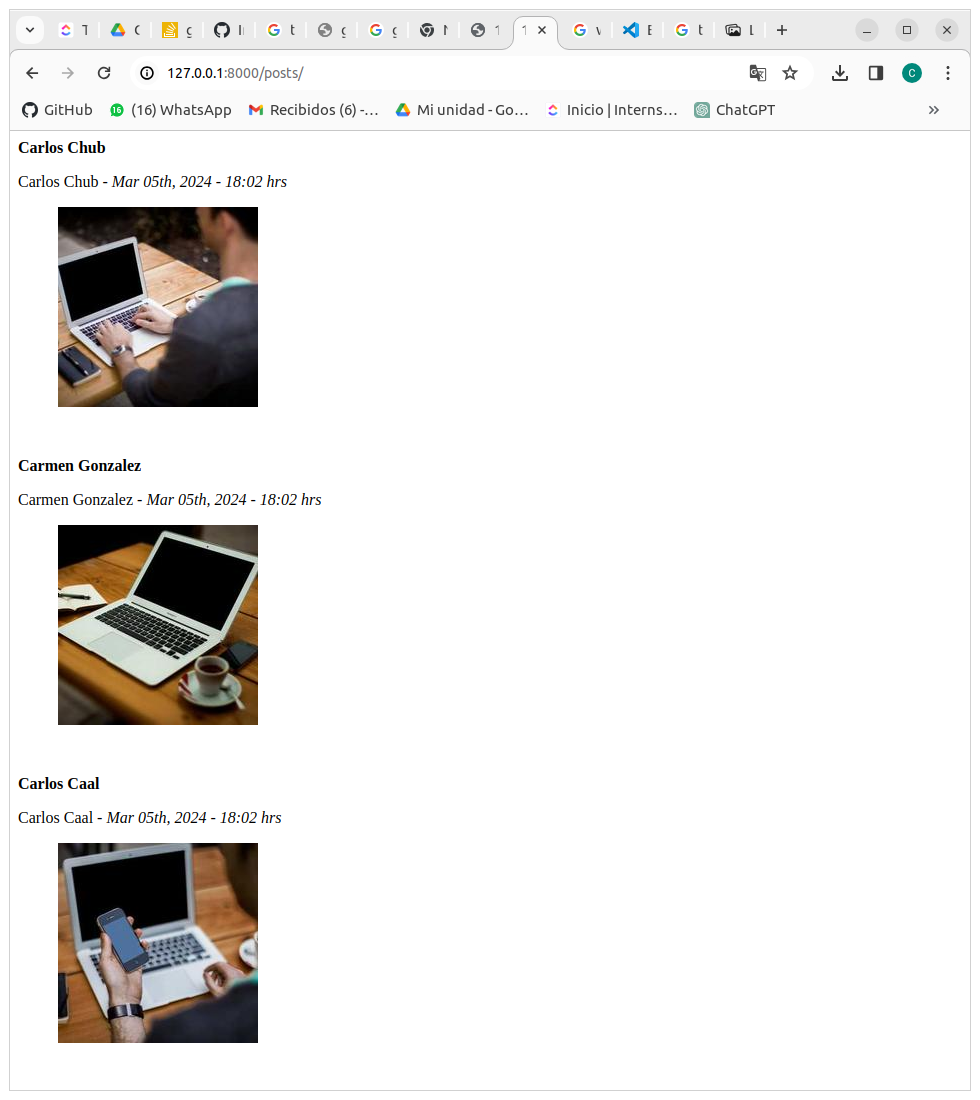 127.0.0.1:8000/posts/
GitHub
16 (16) WhatsApp
Recibidos (6) -…
Mi unidad - Go…
Inicio | Interns…
ChatGPT
Carlos Chub
Carlos Chub - Mar 05th, 2024 - 18:02 hrs
Carmen Gonzalez
Carmen Gonzalez - Mar 05th, 2024 - 18:02 hrs
Carlos Caal
Carlos Caal - Mar 05th, 2024 - 18:02 hrs